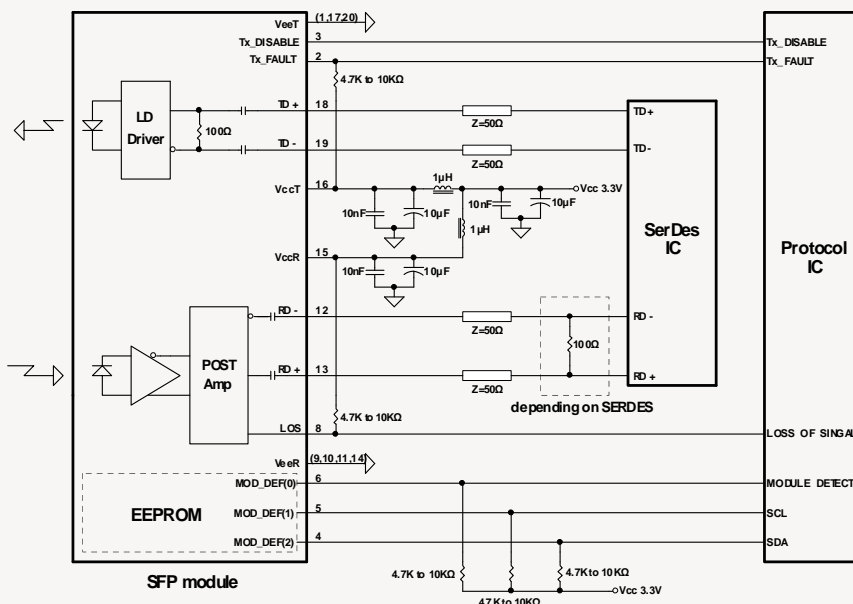 VeeT (1,17,20)
Tx_DISABLE 3 Tx_DISABLE
Tx_FAULT 2 Tx_FAULT
4.7K to 10KΩ
LD Driver
100Ω
TD+ 18 Z=50Ω TD+
TD- 19 Z=50Ω TD-
1μH
VccT 16 Vcc 3.3V
10nF 10μF 10nF 10μF
1μH
SerDes IC
Protocol IC
VccR 15
10nF 10μF
RD - 12 Z=50Ω RD -
POST Amp
100Ω
RD+ 13 Z=50Ω RD +
depending on SERDES
4.7K to 10KΩ
LOS 8 LOSS OF SINGAL
VeeR (9,10,11,14)
MOD_DEF(0) 6 MODULE DETECT
EEPROM
MOD_DEF(1) 5 SCL
MOD_DEF(2) 4 SDA
4.7K to 10KΩ 4.7K to 10KΩ
SFP module
Vcc 3.3V
4.7K to 10KΩ